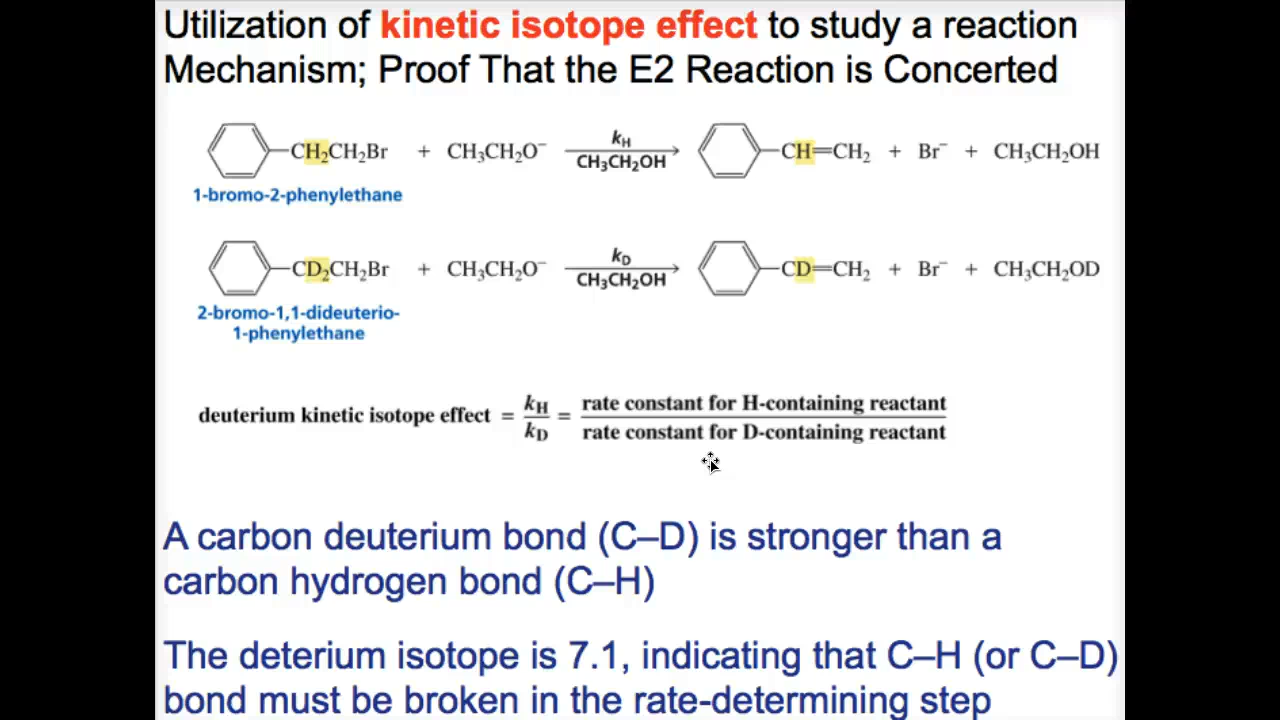 Utilization of kinetic isotope effect to study a reaction
Mechanism; Proof That the E2 Reaction is Concerted
CH₂CH₂Br + CH₃CH₂O⁻ kH CH₃CH₂OH CH=CH₂ + Br⁻ + CH₃CH₂OH
1-bromo-2-phenylethane
CD₂CH₂Br + CH₃CH₂O⁻ kD CH₃CH₂OH CD=CH₂ + Br⁻ + CH₃CH₂OD
2-bromo-1,1-dideuterio-
1-phenylethane
deuterium kinetic isotope effect = kH/kD = rate constant for H-containing reactant
rate constant for D-containing reactant
A carbon deuterium bond (C–D) is stronger than a
carbon hydrogen bond (C–H)
The deterium isotope is 7.1, indicating that C–H (or C–D)
bond must be broken in the rate-determining step